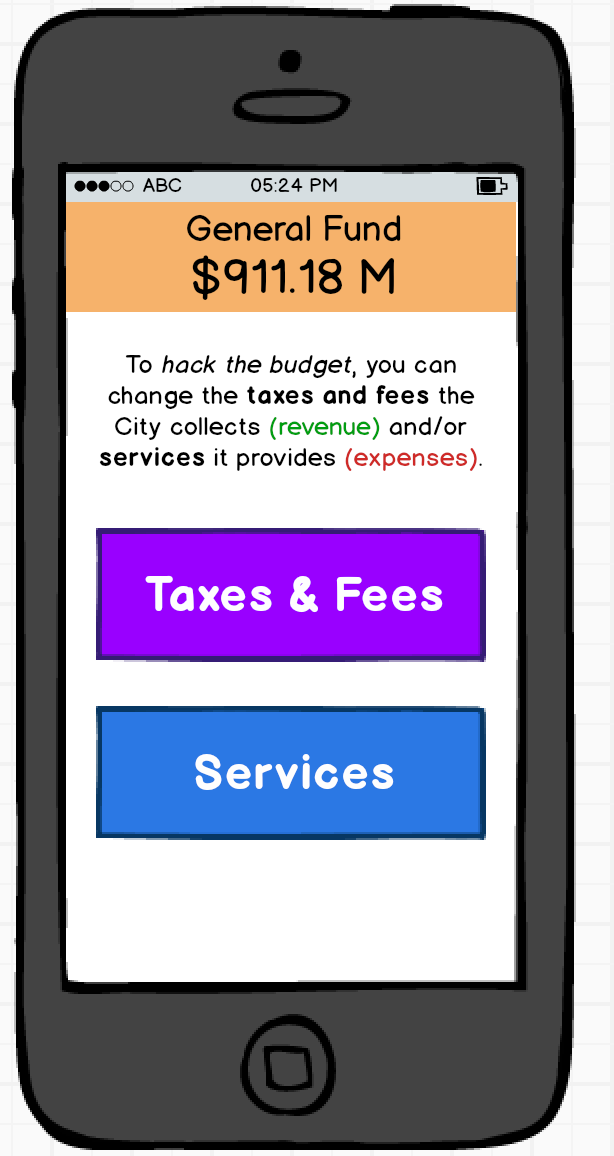 ABC 05:24 PM
General Fund
$911.18 M
To hack the budget, you can
change the taxes and fees the
City collects (revenue) and/or
services it provides (expenses).
Taxes & Fees
Services